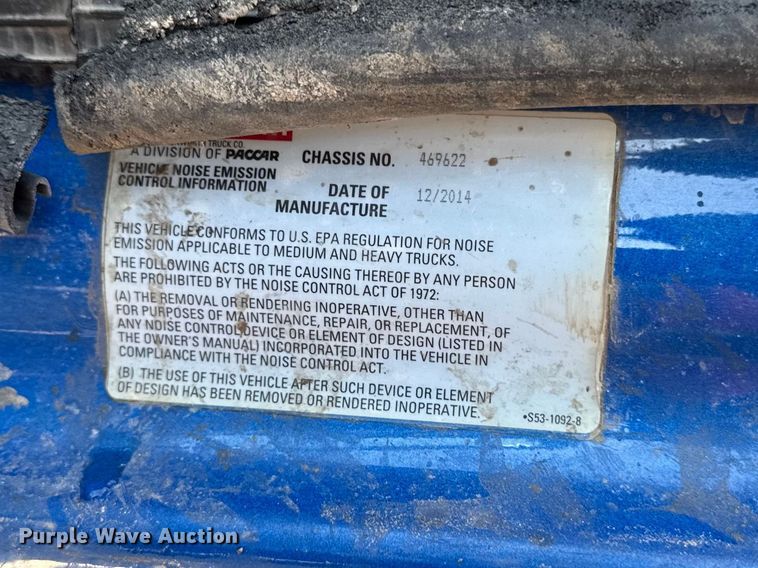 TRUCK CO.
A DIVISION OF PACCAR
CHASSIS NO. 469622
VEHICLE NOISE EMISSION
CONTROL INFORMATION
DATE OF
MANUFACTURE 12/2014
THIS VEHICLE CONFORMS TO U.S. EPA REGULATION FOR NOISE
EMISSION APPLICABLE TO MEDIUM AND HEAVY TRUCKS.
THE FOLLOWING ACTS OR THE CAUSING THEREOF BY ANY PERSON
ARE PROHIBITED BY THE NOISE CONTROL ACT OF 1972:
(A) THE REMOVAL OR RENDERING INOPERATIVE, OTHER THAN
FOR PURPOSES OF MAINTENANCE, REPAIR, OR REPLACEMENT, OF
ANY NOISE CONTROL DEVICE OR ELEMENT OF DESIGN (LISTED IN
THE OWNER'S MANUAL) INCORPORATED INTO THE VEHICLE IN
COMPLIANCE WITH THE NOISE CONTROL ACT.
(B) THE USE OF THIS VEHICLE AFTER SUCH DEVICE OR ELEMENT
OF DESIGN HAS BEEN REMOVED OR RENDERED INOPERATIVE.
•S53-1092-8
Purple Wave Auction